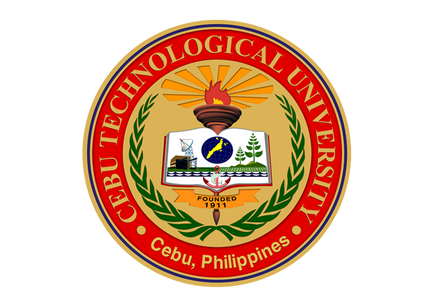 CEBU TECHNOLOGICAL UNIVERSITY
FOUNDED
1911
Cebu, Philippines